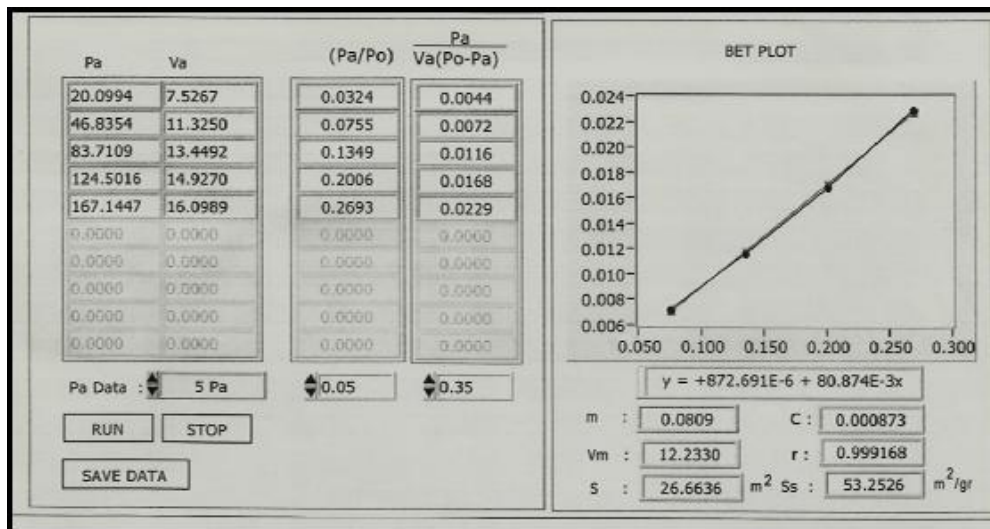 Pa Va (Pa/Po) Pa
Va(Po-Pa)
20.0994 7.5267 0.0324 0.0044
46.8354 11.3250 0.0755 0.0072
83.7109 13.4492 0.1349 0.0116
124.5016 14.9270 0.2006 0.0168
167.1447 16.0989 0.2693 0.0229
0.0000 0.0000 0.0000 0.0000
0.0000 0.0000 0.0000 0.0000
0.0000 0.0000 0.0000 0.0000
0.0000 0.0000 0.0000 0.0000
0.0000 0.0000 0.0000 0.0000
Pa Data : 5 Pa 0.05 0.35
RUN STOP
SAVE DATA
BET PLOT
0.024
0.022
0.020
0.018
0.016
0.014
0.012
0.010
0.008
0.006
0.050 0.100 0.150 0.200 0.250 0.300
y = +872.691E-6 + 80.874E-3x
m : 0.0809 C : 0.000873
Vm : 12.2330 r : 0.999168
S : 26.6636 m² Ss : 53.2526 m²/gr